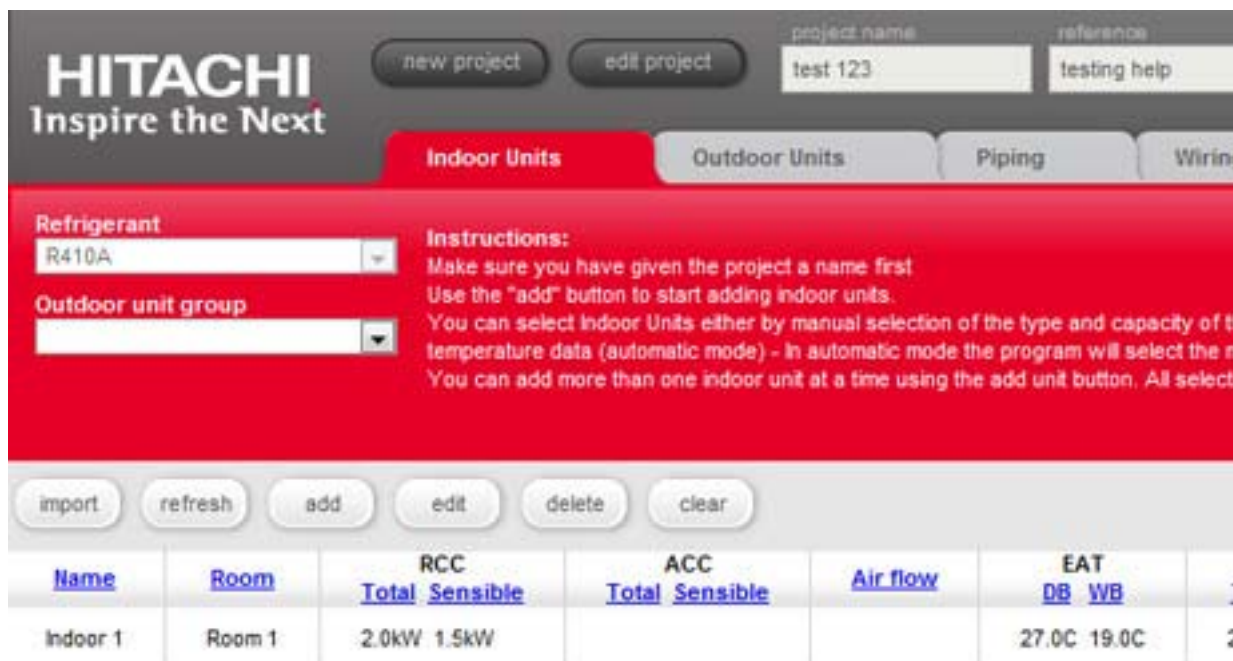 HITACHI
Inspire the Next
new project
edit project
project name
test 123
reference
testing help
Indoor Units
Outdoor Units
Piping
Refrigerant
R410A
Outdoor unit group
Instructions:
Make sure you have given the project a name first
Use the "add" button to start adding indoor units.
You can select Indoor Units either by manual selection of the type and capacity of
temperature data (automatic mode) - In automatic mode the program will select the
You can add more than one indoor unit at a time using the add unit button. All select
import refresh add edit delete clear
Name Room RCC ACC Air flow EAT
Total Sensible Total Sensible DB WB
Indoor 1 Room 1 2.0kW 1.5kW 27.0C 19.0C